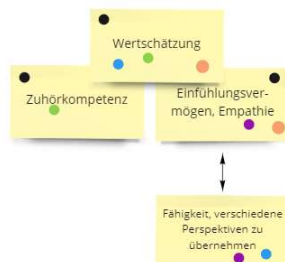 Wertschätzung
Zuhörkompetenz
Einfühlungsver-
mögen, Empathie
Fähigkeit, verschiedene
Perspektiven zu
übernehmen